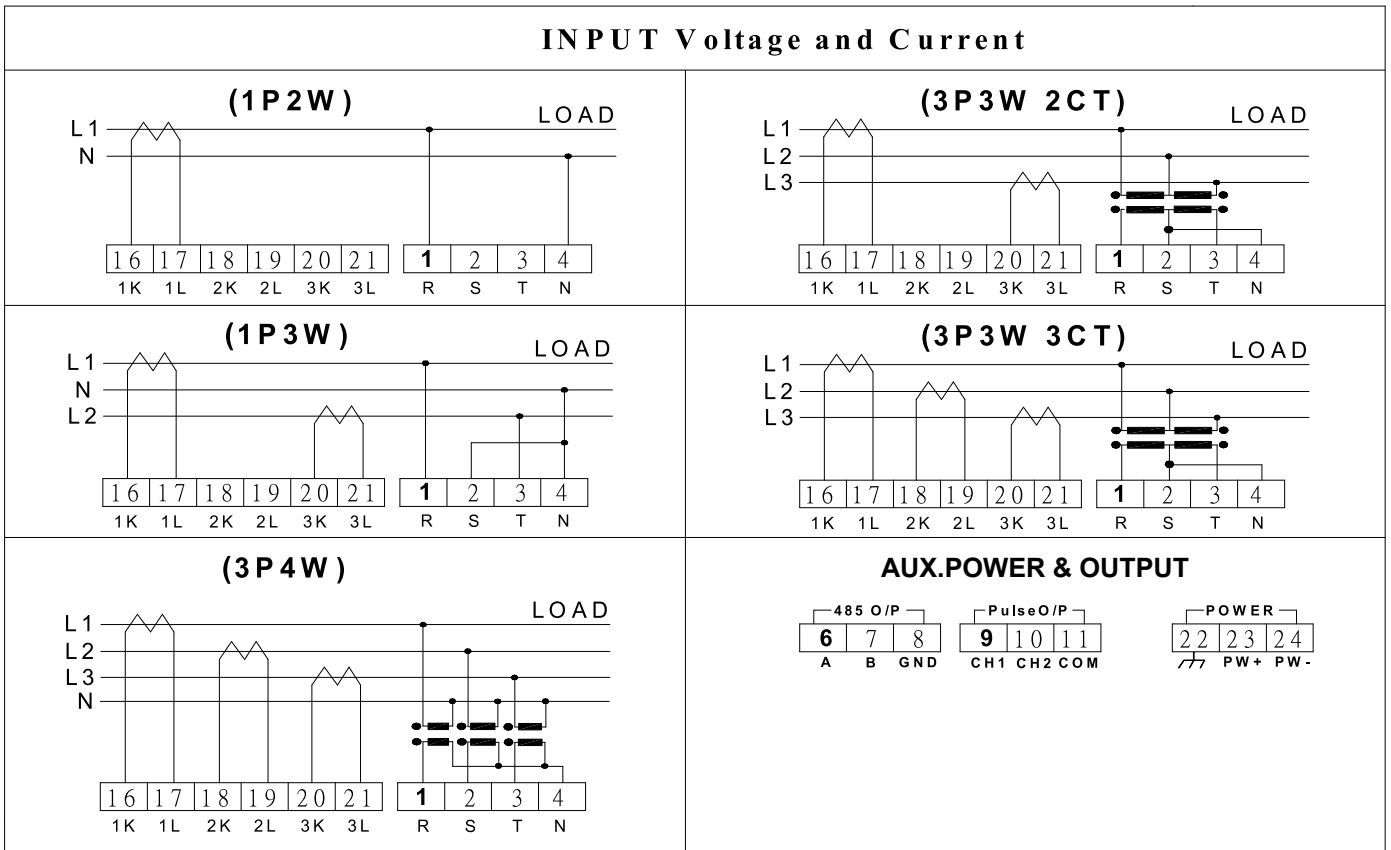 INPUT Voltage and Current
(1P2W)
LOAD
L1
N
16 17 18 19 20 21 1 2 3 4
1K 1L 2K 2L 3K 3L R S T N
(3P3W 2CT)
LOAD
L1
L2
L3
16 17 18 19 20 21 1 2 3 4
1K 1L 2K 2L 3K 3L R S T N
(1P3W)
LOAD
L1
N
L2
16 17 18 19 20 21 1 2 3 4
1K 1L 2K 2L 3K 3L R S T N
(3P3W 3CT)
LOAD
L1
L2
L3
16 17 18 19 20 21 1 2 3 4
1K 1L 2K 2L 3K 3L R S T N
(3P4W)
LOAD
L1
L2
L3
N
16 17 18 19 20 21 1 2 3 4
1K 1L 2K 2L 3K 3L R S T N
AUX.POWER & OUTPUT
485 O/P PulseO/P POWER
6 7 8 9 10 11 22 23 24
A B GND CH1 CH2 COM PW+ PW-